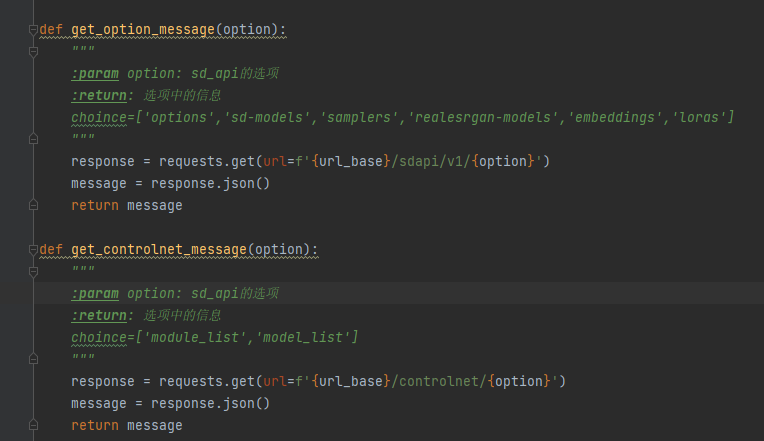 def get_option_message(option):
"""
:param option: sd_api的选项
:return: 选项中的信息
choince=['options','sd-models','samplers','realesrgan-models','embeddings','loras']
"""
response = requests.get(url=f'{url_base}/sdapi/v1/{option}')
message = response.json()
return message
def get_controlnet_message(option):
"""
:param option: sd_api的选项
:return: 选项中的信息
choince=['module_list','model_list']
"""
response = requests.get(url=f'{url_base}/controlnet/{option}')
message = response.json()
return message